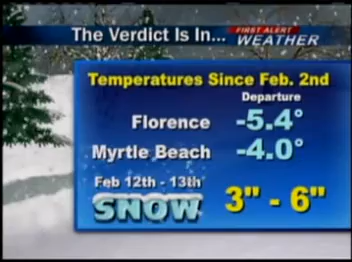 The Verdict Is In...
FIRST ALERT
WEATHER
Temperatures Since Feb. 2nd
Departure
Florence -5.4°
Myrtle Beach -4.0°
Feb 12th - 13th
SNOW 3" - 6"